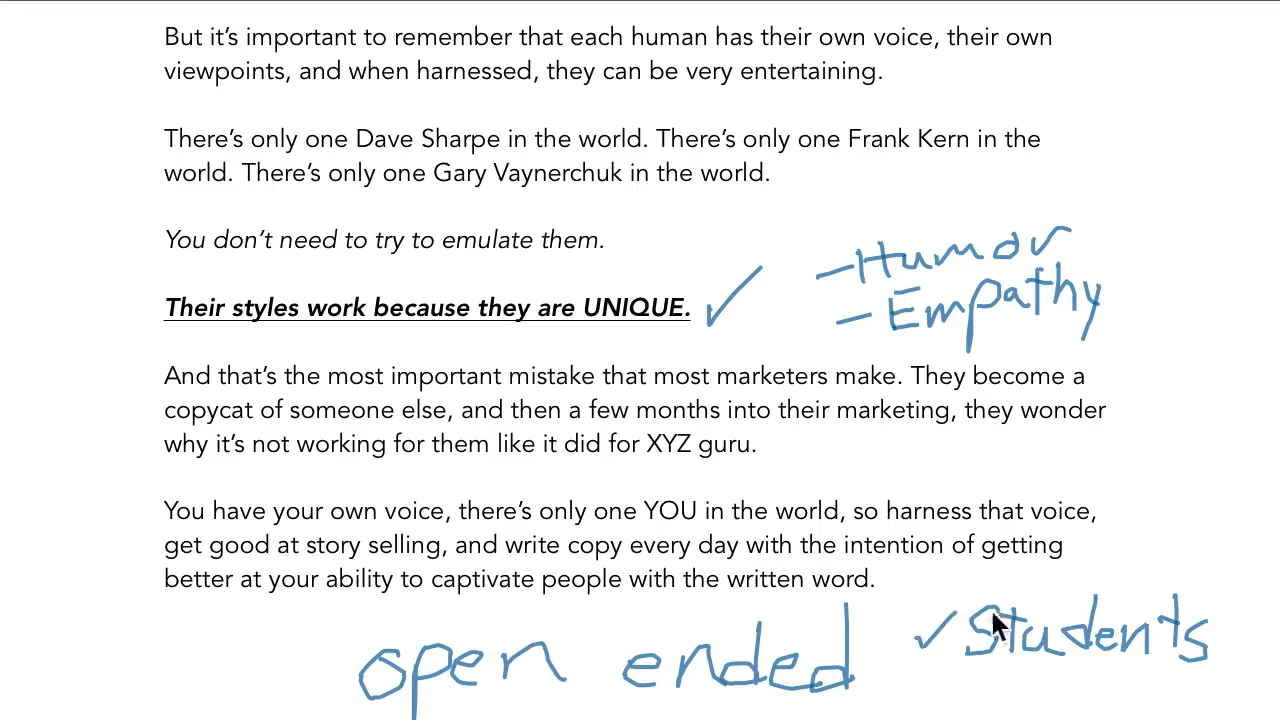 But it’s important to remember that each human has their own voice, their own
viewpoints, and when harnessed, they can be very entertaining.
There’s only one Dave Sharpe in the world. There’s only one Frank Kern in the
world. There’s only one Gary Vaynerchuk in the world.
You don’t need to try to emulate them.
-Humor
Their styles work because they are UNIQUE. ✓
-Empathy
And that’s the most important mistake that most marketers make. They become a
copycat of someone else, and then a few months into their marketing, they wonder
why it’s not working for them like it did for XYZ guru.
You have your own voice, there’s only one YOU in the world, so harness that voice,
get good at story selling, and write copy every day with the intention of getting
better at your ability to captivate people with the written word.
open ended
✓ Students